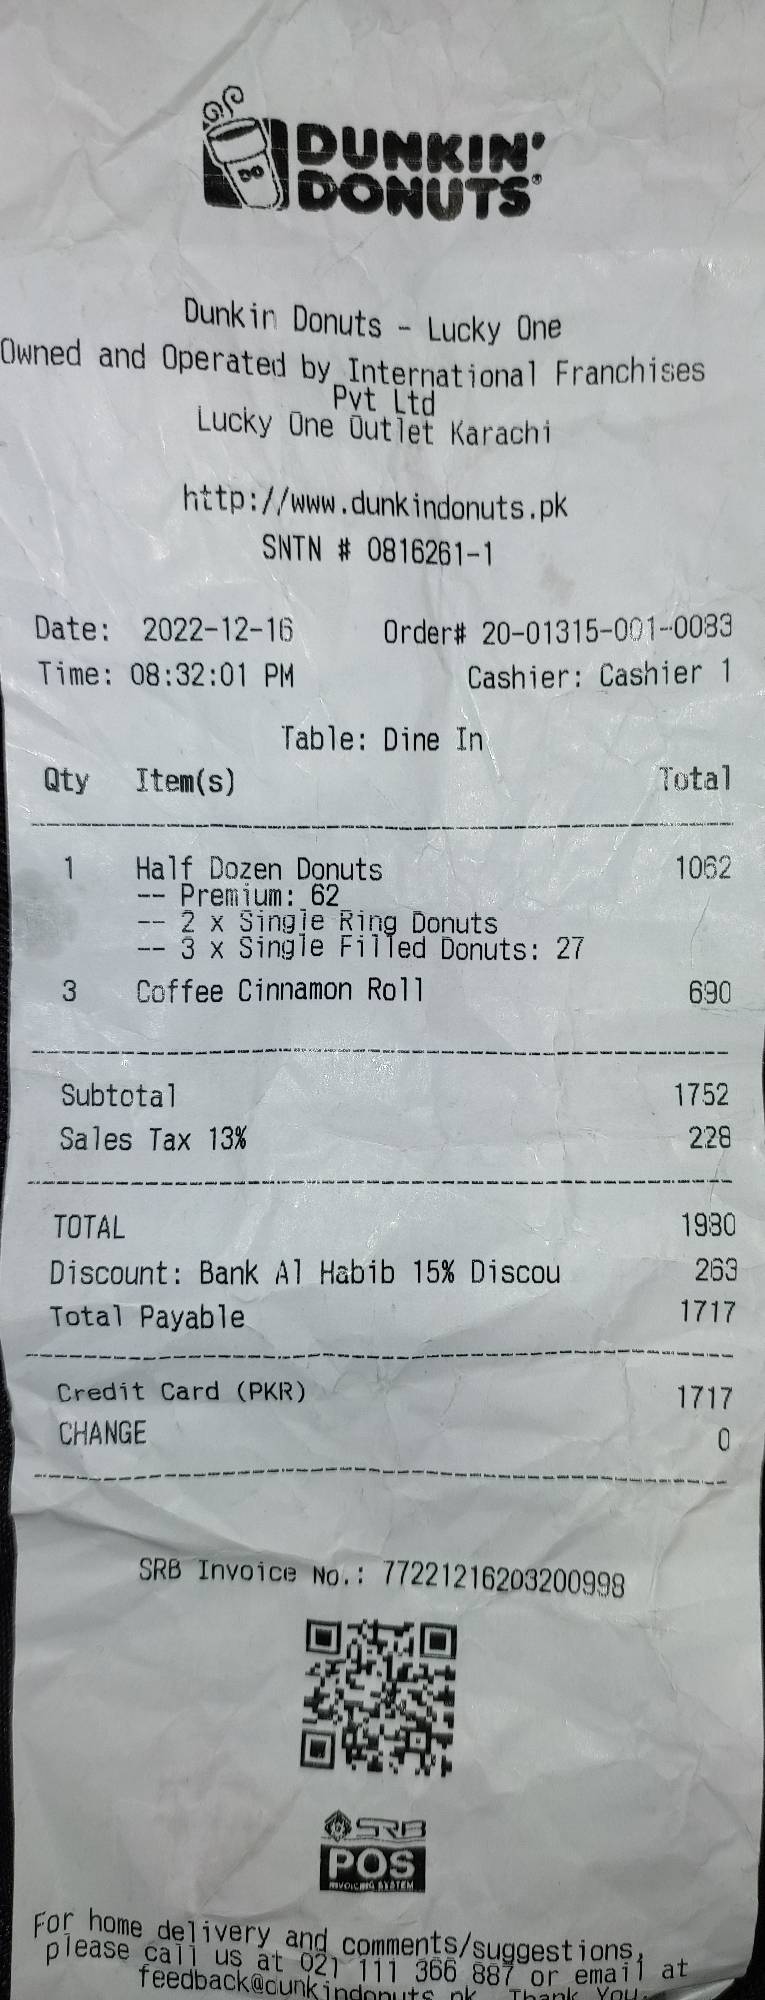 DUNKIN'
DONUTS®
Dunkin Donuts - Lucky One
Owned and Operated by International Franchises
Pvt Ltd
Lucky One Outlet Karachi
http://www.dunkindonuts.pk
SNTN # 0816261-1
Date: 2022-12-16 Order# 20-01315-001-0083
Time: 08:32:01 PM Cashier: Cashier 1
Table: Dine In
Qty Item(s) Total
1 Half Dozen Donuts 1062
-- Premium: 62
-- 2 x Single Ring Donuts
-- 3 x Single Filled Donuts: 27
3 Coffee Cinnamon Roll 690
Subtotal 1752
Sales Tax 13% 228
TOTAL 1980
Discount: Bank Al Habib 15% Discou 263
Total Payable 1717
Credit Card (PKR) 1717
CHANGE 0
SRB Invoice No.: 77221216203200998
SRB
POS
INVOICING SYSTEM
For home delivery and comments/suggestions,
please call us at 021 111 366 887 or email at
feedback@dunkindonuts.pk Thank You.